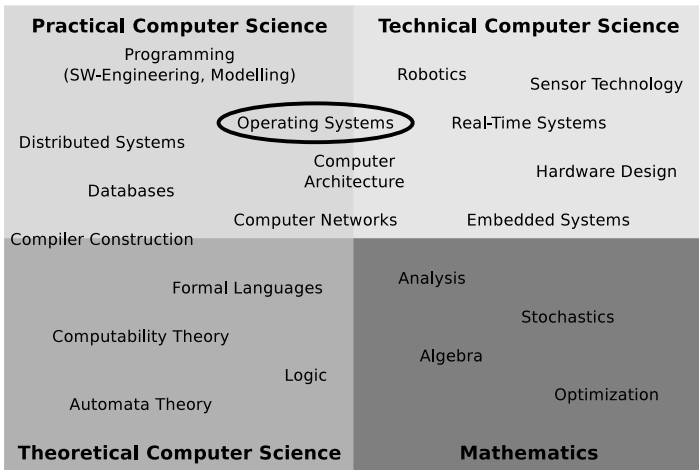 Practical Computer Science
Technical Computer Science
Programming
(SW-Engineering, Modelling)
Robotics
Sensor Technology
Operating Systems
Real-Time Systems
Distributed Systems
Computer
Architecture
Hardware Design
Databases
Computer Networks
Embedded Systems
Compiler Construction
Formal Languages
Analysis
Stochastics
Computability Theory
Algebra
Logic
Optimization
Automata Theory
Theoretical Computer Science
Mathematics